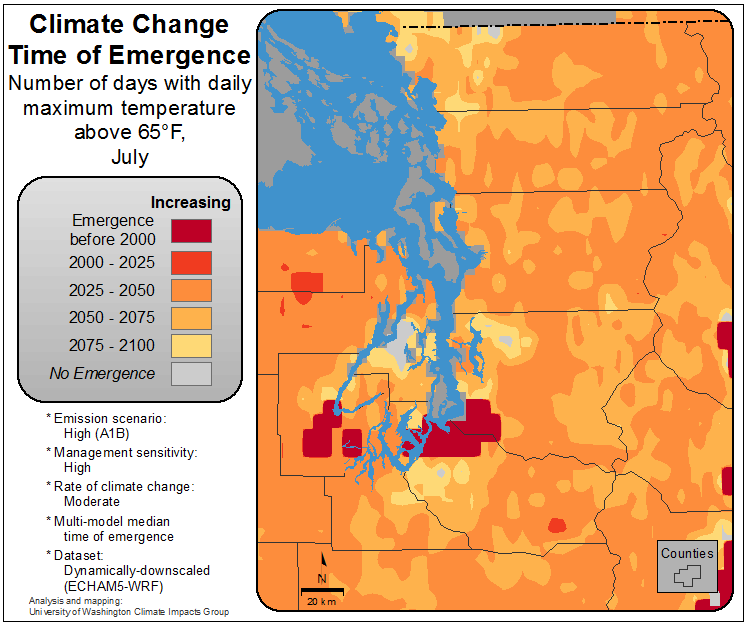 Climate Change
Time of Emergence
Number of days with daily
maximum temperature
above 65°F,
July
Increasing
Emergence
before 2000
2000 - 2025
2025 - 2050
2050 - 2075
2075 - 2100
No Emergence
* Emission scenario:
High (A1B)
* Management sensitivity:
High
* Rate of climate change:
Moderate
* Multi-model median
time of emergence
* Dataset:
Dynamically-downscaled
(ECHAM5-WRF)
Analysis and mapping:
University of Washington Climate Impacts Group
N
20 km
Counties